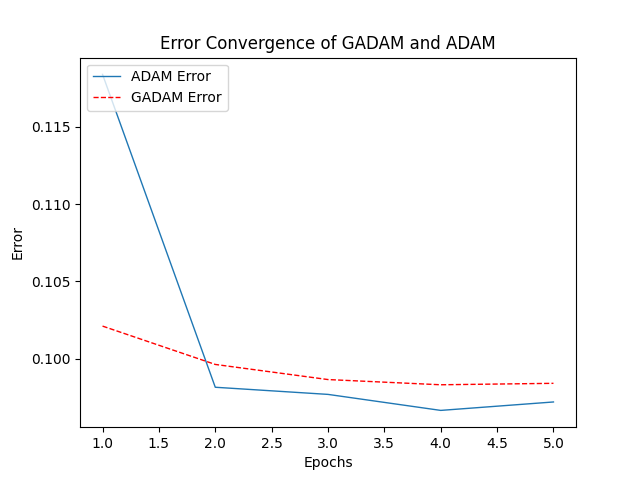 Error Convergence of GADAM and ADAM
ADAM Error
GADAM Error
0.115
0.110
0.105
0.100
Error
1.0 1.5 2.0 2.5 3.0 3.5 4.0 4.5 5.0
Epochs